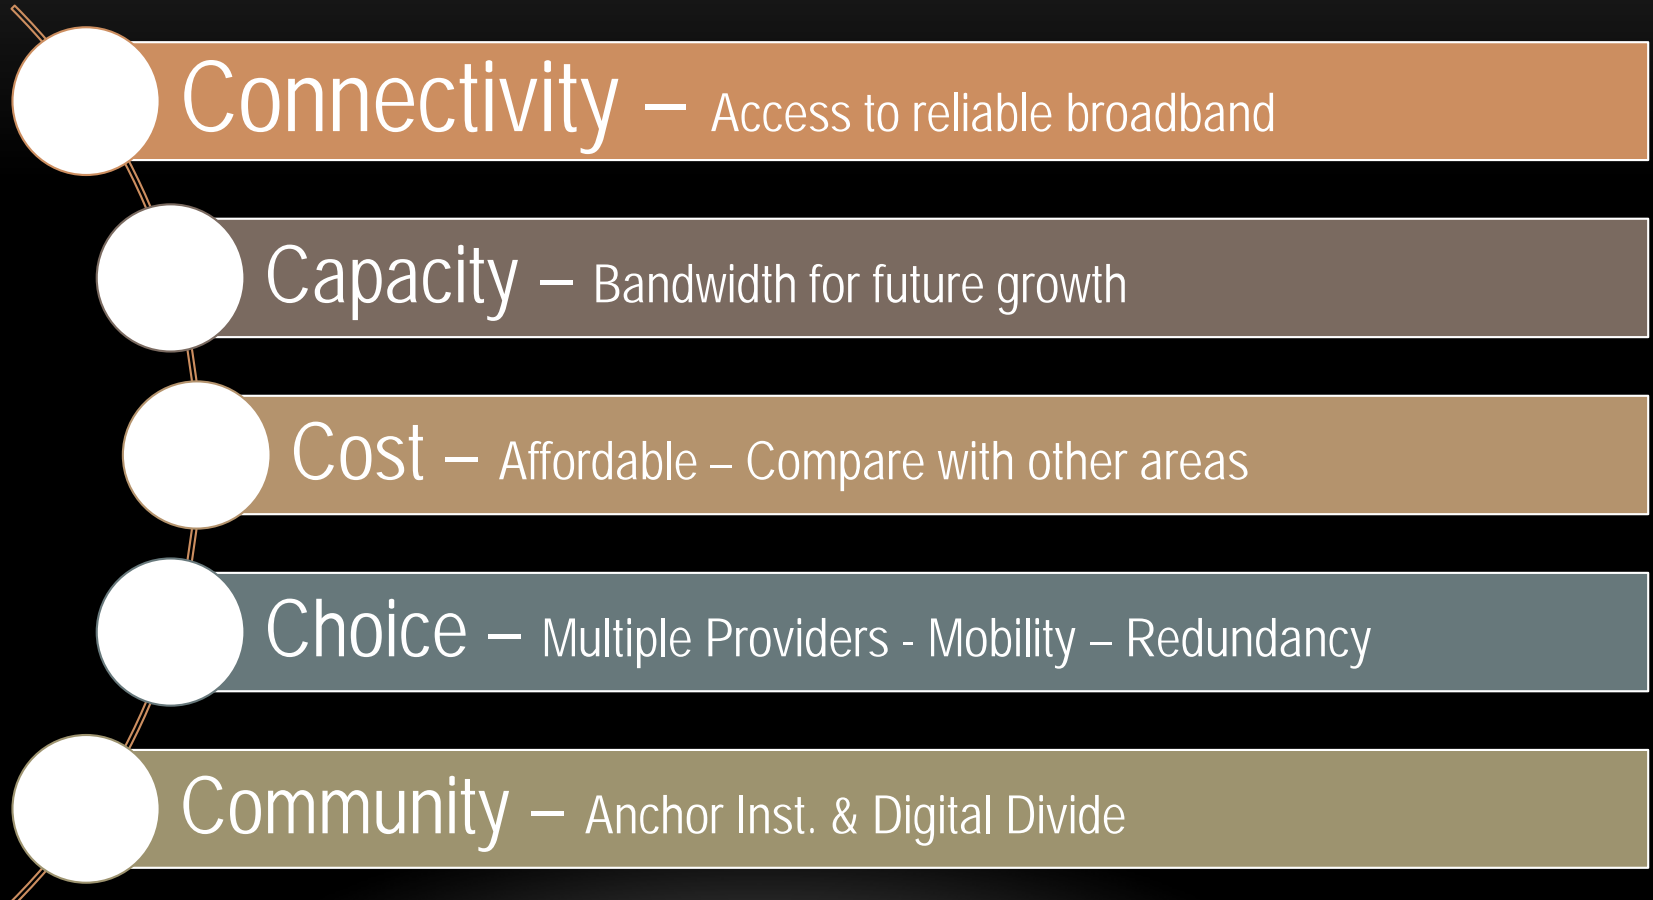 Connectivity – Access to reliable broadband
Capacity – Bandwidth for future growth
Cost – Affordable – Compare with other areas
Choice – Multiple Providers - Mobility – Redundancy
Community – Anchor Inst. & Digital Divide